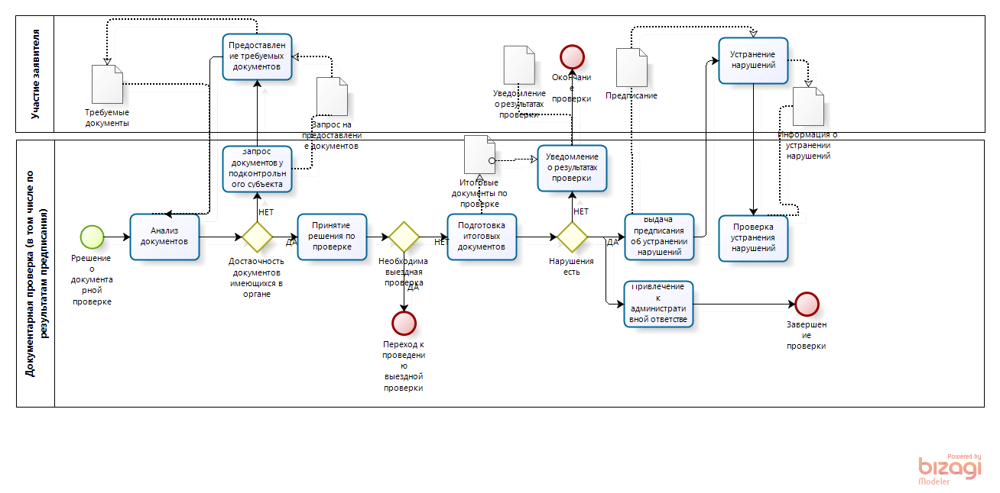 Участие заявителя
Предоставлен
ие требуемых
документов
Требуемые
документы
Запрос на
предоставлени
е документов
Уведомление
о результатах
проверки
Окончани
е
проверки
Предписание
Устранение
нарушений
Информация о
устранении
нарушений
Документарная проверка (в том числе по
результатам предписания)
Запрос
документов у
подконтрольн
ого субъекта
Итоговые
документы по
проверке
Уведомление
о результатах
проверки
НЕТ
НЕТ
Ррешение
о
документа
рной
проверке
Анализ
документов
Достаочность
документов
имеющихся в
органе
ДА
Принятие
решения по
проверке
Необходима
выездная
проверка
НЕТ
ДА
Переход к
проведени
ю
выездной
проверки
Подготовка
итоговых
документов
Нарушения
есть
ДА
Выдача
предписания
об устранении
нарушений
Проверка
устранения
нарушений
Привлечение
к
администрати
вной ответстве
Завершен
ие
проверки
Powered by
bizagi
Modeler